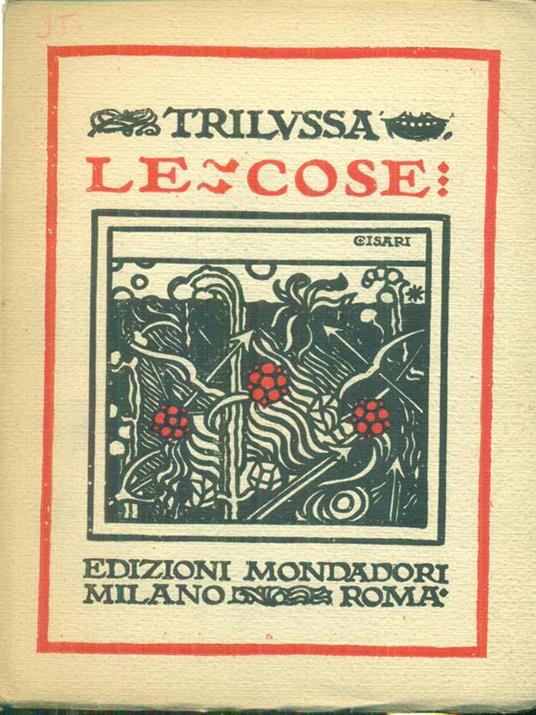 TRILVSSA
LE COSE
CISARI
EDIZIONI MONDADORI
MILANO ROMA